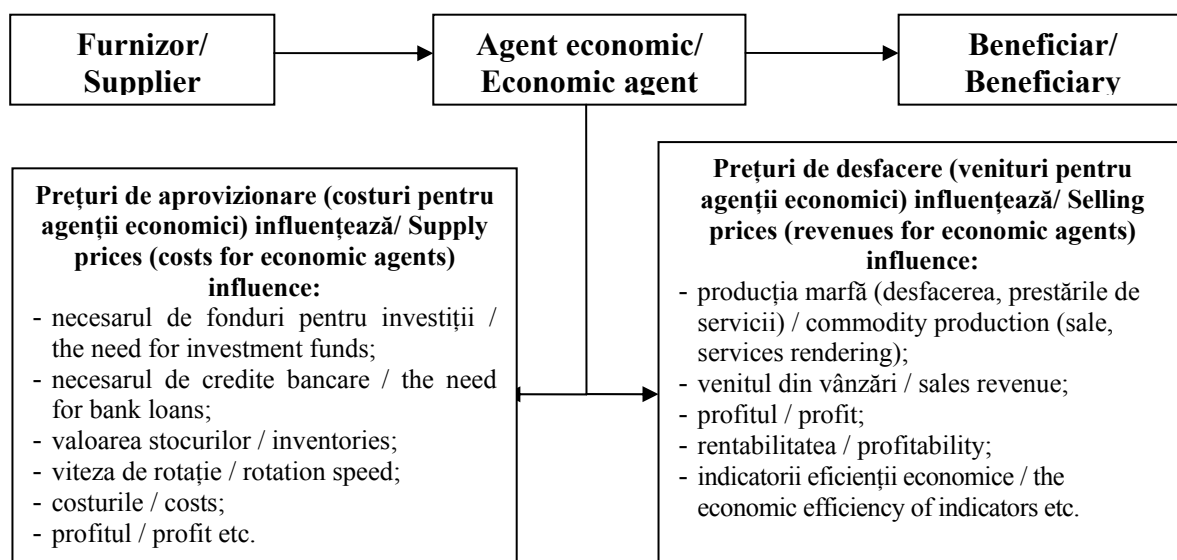 Furnizor/
Supplier
Agent economic/
Economic agent
Beneficiar/
Beneficiary
Prețuri de aprovizionare (costuri pentru
agenții economici) influențează/ Supply
prices (costs for economic agents)
influence:
- necesarul de fonduri pentru investiții /
the need for investment funds;
- necesarul de credite bancare / the need
for bank loans;
- valoarea stocurilor / inventories;
- viteza de rotație / rotation speed;
- costurile / costs;
- profitul / profit etc.
Prețuri de desfacere (venituri pentru
agenții economici) influențează/ Selling
prices (revenues for economic agents)
influence:
- producția marfă (desfacerea, prestările de
servicii) / commodity production (sale,
services rendering);
- venitul din vânzări / sales revenue;
- profitul / profit;
- rentabilitatea / profitability;
- indicatorii eficienții economice / the
economic efficiency of indicators etc.